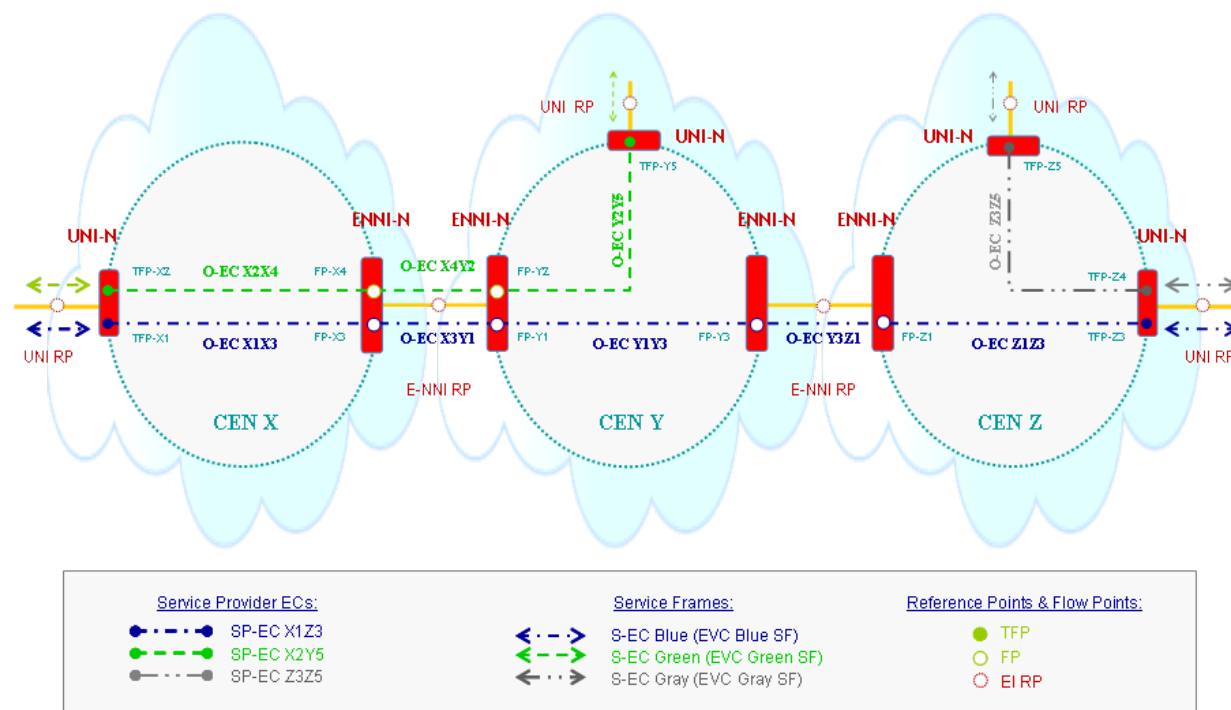 UNI RP
UNI RP
UNI-N
UNI-N
TFP-Y5
TFP-Z5
O-EC Y2Y5
O-EC Z3Z5
UNI-N
ENNI-N
ENNI-N
ENNI-N
ENNI-N
UNI-N
TFP-X2
O-EC X2X4
FP-X4
O-EC X4Y2
FP-Y2
TFP-Z4
TFP-X1
O-EC X1X3
FP-X3
O-EC X3Y1
FP-Y1
O-EC Y1Y3
FP-Y3
O-EC Y3Z1
FP-Z1
O-EC Z1Z3
TFP-Z3
UNI RP
UNI RP
E-NNI RP
E-NNI RP
CEN X
CEN Y
CEN Z
Service Provider ECs:
SP-EC X1Z3
SP-EC X2Y5
SP-EC Z3Z5
Service Frames:
S-EC Blue (EVC Blue SF)
S-EC Green (EVC Green SF)
S-EC Gray (EVC Gray SF)
Reference Points & Flow Points:
TFP
FP
EI RP